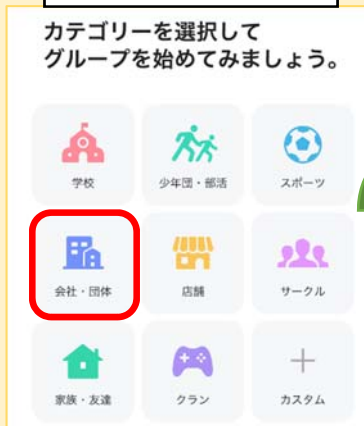 カテゴリーを選択して
グループを始めてみましょう。
学校
少年団・部活
スポーツ
会社・団体
店舗
サークル
家族・友達
クラン
カスタム